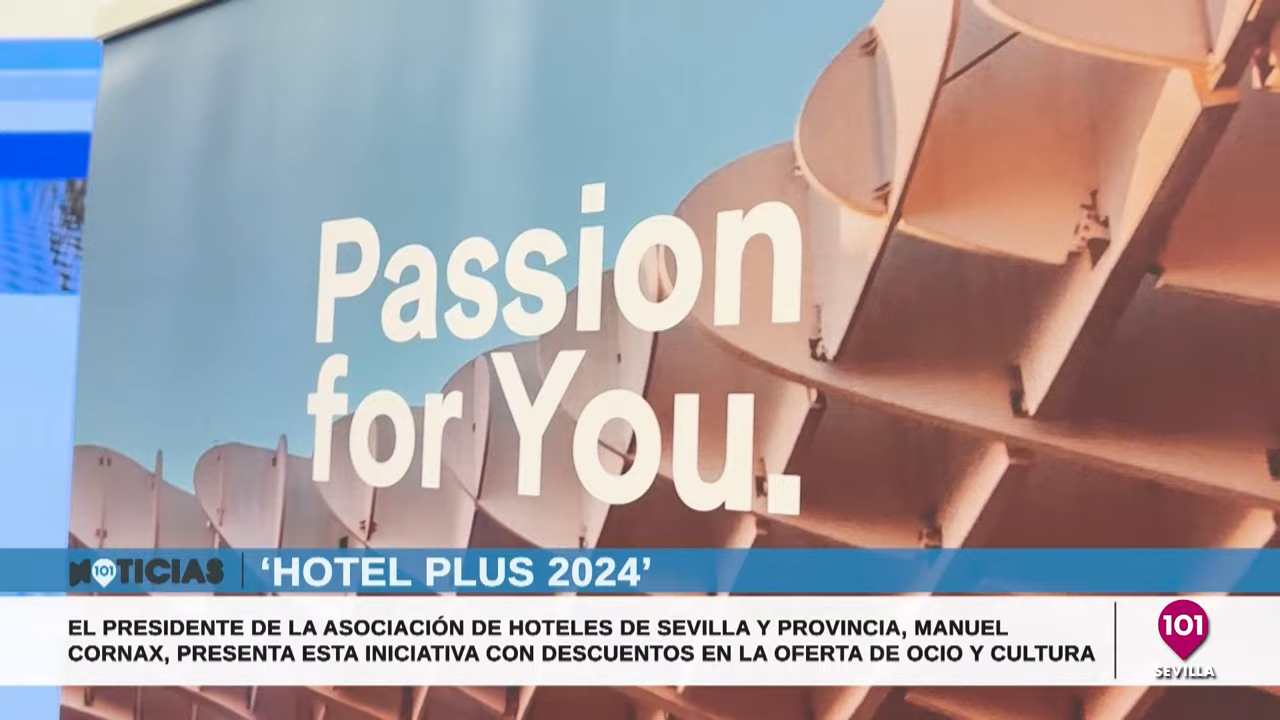 Passion
for You.
NOTICIAS
101
‘HOTEL PLUS 2024’
EL PRESIDENTE DE LA ASOCIACIÓN DE HOTELES DE SEVILLA Y PROVINCIA, MANUEL
CORNAX, PRESENTA ESTA INICIATIVA CON DESCUENTOS EN LA OFERTA DE OCIO Y CULTURA
101
SEVILLA